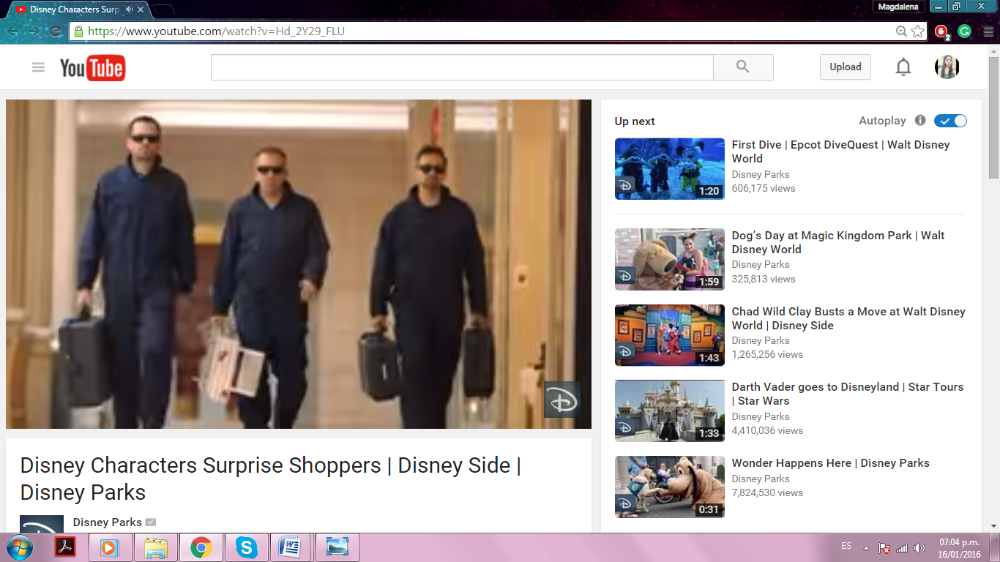 Disney Characters Surp
Magdalena
https://www.youtube.com/watch?v=Hd_2Y29_FLU
2
YouTube
Upload
Up next
Autoplay
First Dive | Epcot DiveQuest | Walt Disney
World
Disney Parks
606,175 views
1:20
Dog’s Day at Magic Kingdom Park | Walt
Disney World
Disney Parks
325,813 views
1:59
Chad Wild Clay Busts a Move at Walt Disney
World | Disney Side
Disney Parks
1,265,256 views
1:43
Darth Vader goes to Disneyland | Star Tours
| Star Wars
Disney Parks
4,410,036 views
1:33
Wonder Happens Here | Disney Parks
Disney Parks
7,824,530 views
0:31
Disney Characters Surprise Shoppers | Disney Side |
Disney Parks
Disney Parks
ES
07:04 p.m.
16/01/2016